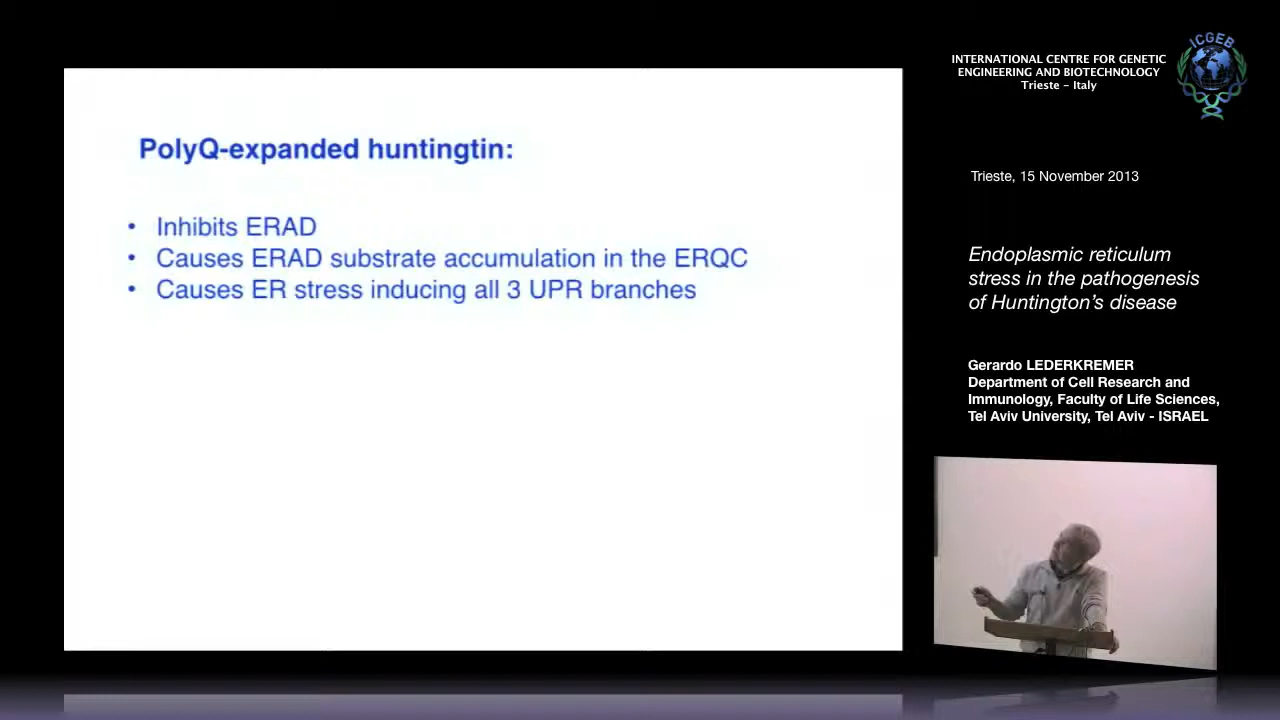 PolyQ-expanded huntingtin:
• Inhibits ERAD
• Causes ERAD substrate accumulation in the ERQC
• Causes ER stress inducing all 3 UPR branches
INTERNATIONAL CENTRE FOR GENETIC
ENGINEERING AND BIOTECHNOLOGY
Trieste - Italy
ICGEB
Trieste, 15 November 2013
Endoplasmic reticulum
stress in the pathogenesis
of Huntington's disease
Gerardo LEDERKREMER
Department of Cell Research and
Immunology, Faculty of Life Sciences,
Tel Aviv University, Tel Aviv - ISRAEL